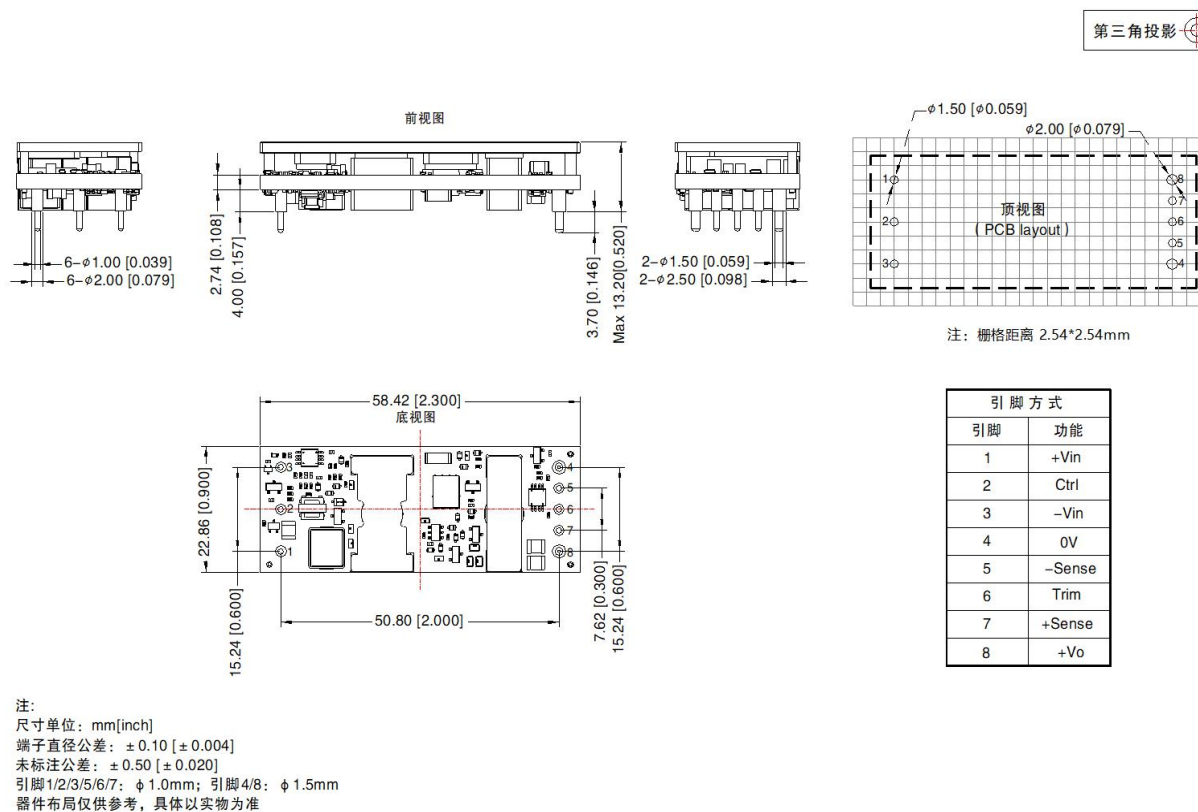 第三角投影
前视图
φ1.50 [φ0.059]
φ2.00 [φ0.079]
1
2
3
8
7
6
5
4
顶视图
( PCB layout )
注：栅格距离 2.54*2.54mm
6-φ1.00 [0.039]
6-φ2.00 [0.079]
2.74 [0.108]
4.00 [0.157]
3.70 [0.146]
Max 13.20[0.520]
2-φ1.50 [0.059]
2-φ2.50 [0.098]
58.42 [2.300]
底视图
22.86 [0.900]
15.24 [0.600]
3
2
1
4
5
6
7
8
50.80 [2.000]
7.62 [0.300]
15.24 [0.600]
引脚方式
引脚 功能
1 +Vin
2 Ctrl
3 -Vin
4 0V
5 -Sense
6 Trim
7 +Sense
8 +Vo
注:
尺寸单位：mm[inch]
端子直径公差：±0.10 [±0.004]
未标注公差：±0.50 [±0.020]
引脚1/2/3/5/6/7：φ1.0mm；引脚4/8：φ1.5mm
器件布局仅供参考，具体以实物为准